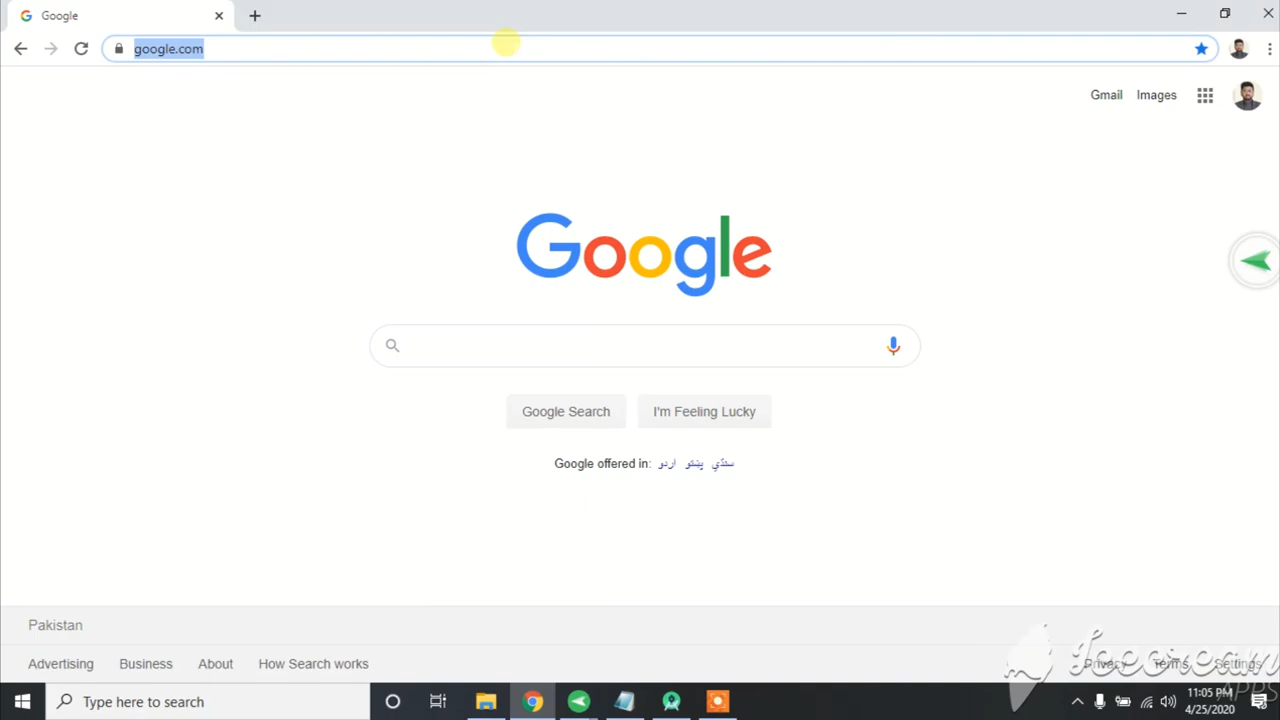 Google
google.com
Gmail Images
Google
Google Search I'm Feeling Lucky
Google offered in: اردو پښتو سنڌي
Pakistan
Advertising Business About How Search works Privacy Terms Settings
APPS
Type here to search
11:05 PM
4/25/2020